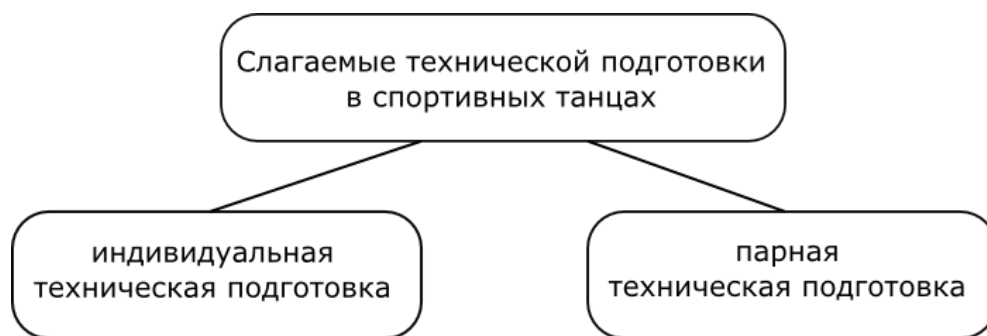 Слагаемые технической подготовки
в спортивных танцах
индивидуальная
техническая подготовка
парная
техническая подготовка